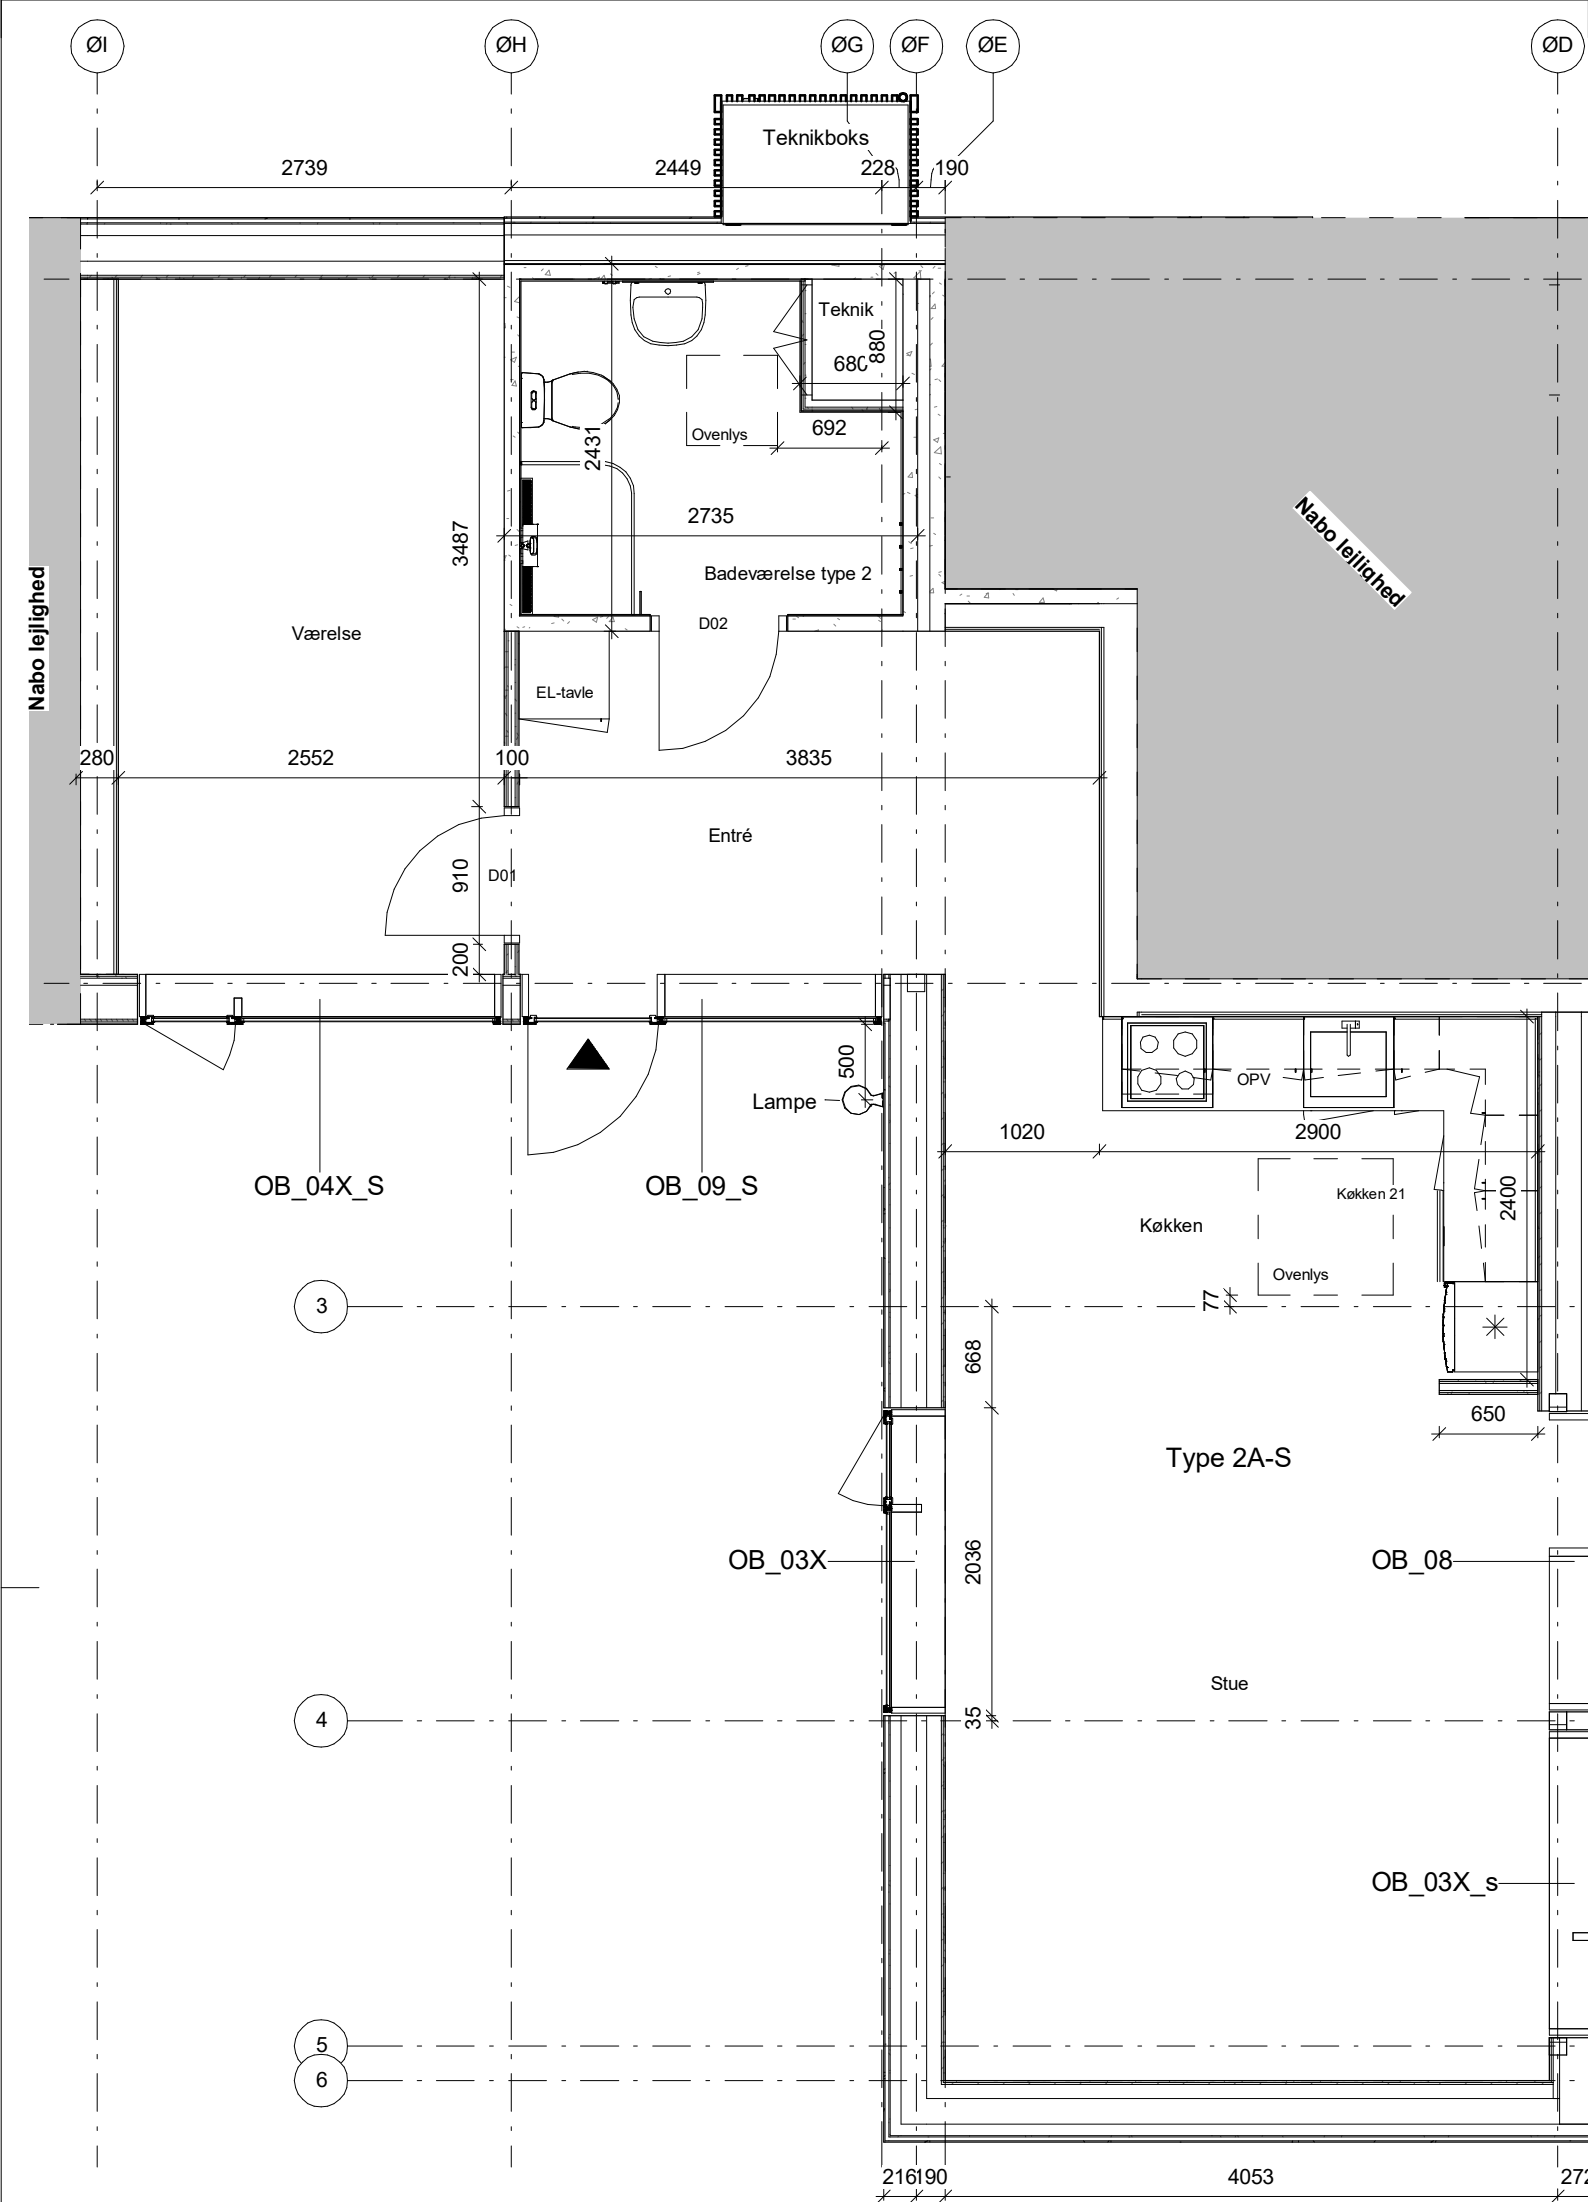 ØI
ØH
ØG
ØF
ØE
ØD
Teknikboks
2739
2449
228
190
Teknik
880
680
Ovenlys
692
2431
2735
3487
Badeværelse type 2
Nabo lejlighed
Nabo lejlighed
Værelse
D02
EL-tavle
280
2552
100
3835
Entré
910
D01
200
500
Lampe
OPV
1020
2900
OB_04X_S
OB_09_S
Køkken 21
2400
Køkken
Ovenlys
77
3
668
650
Type 2A-S
OB_03X
2036
OB_08
Stue
4
35
OB_03X_s
5
6
216
190
4053